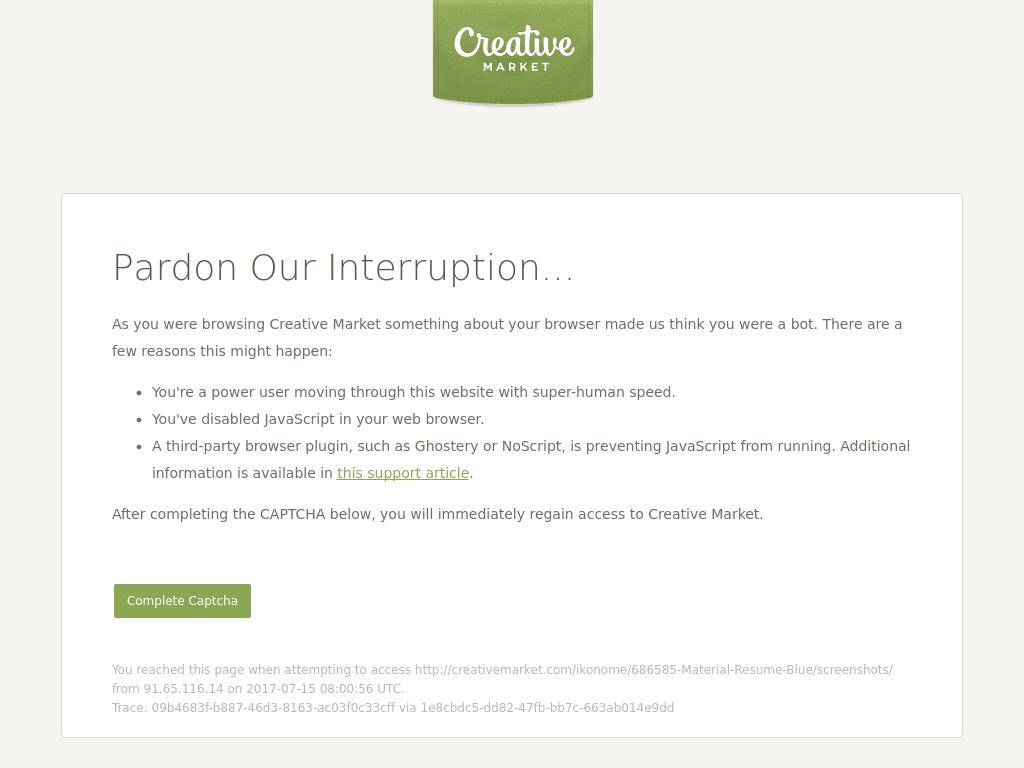 Creative
MARKET
Pardon Our Interruption...
As you were browsing Creative Market something about your browser made us think you were a bot. There are a
few reasons this might happen:
• You're a power user moving through this website with super-human speed.
• You've disabled JavaScript in your web browser.
• A third-party browser plugin, such as Ghostery or NoScript, is preventing JavaScript from running. Additional
information is available in this support article.
After completing the CAPTCHA below, you will immediately regain access to Creative Market.
Complete Captcha
You reached this page when attempting to access http://creativemarket.com/ikonome/686585-Material-Resume-Blue/screenshots/
from 91.65.116.14 on 2017-07-15 08:00:56 UTC.
Trace: 09b4683f-b887-46d3-8163-ac03f0c33cff via 1e8cbdc5-dd82-47fb-bb7c-663ab014e9dd